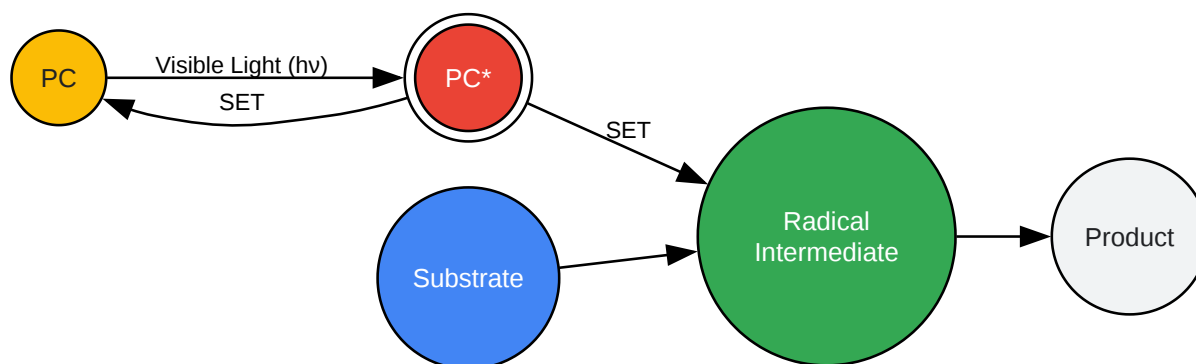 PC
Visible Light (hν)
SET
PC*
SET
Substrate
Radical
Intermediate
Product